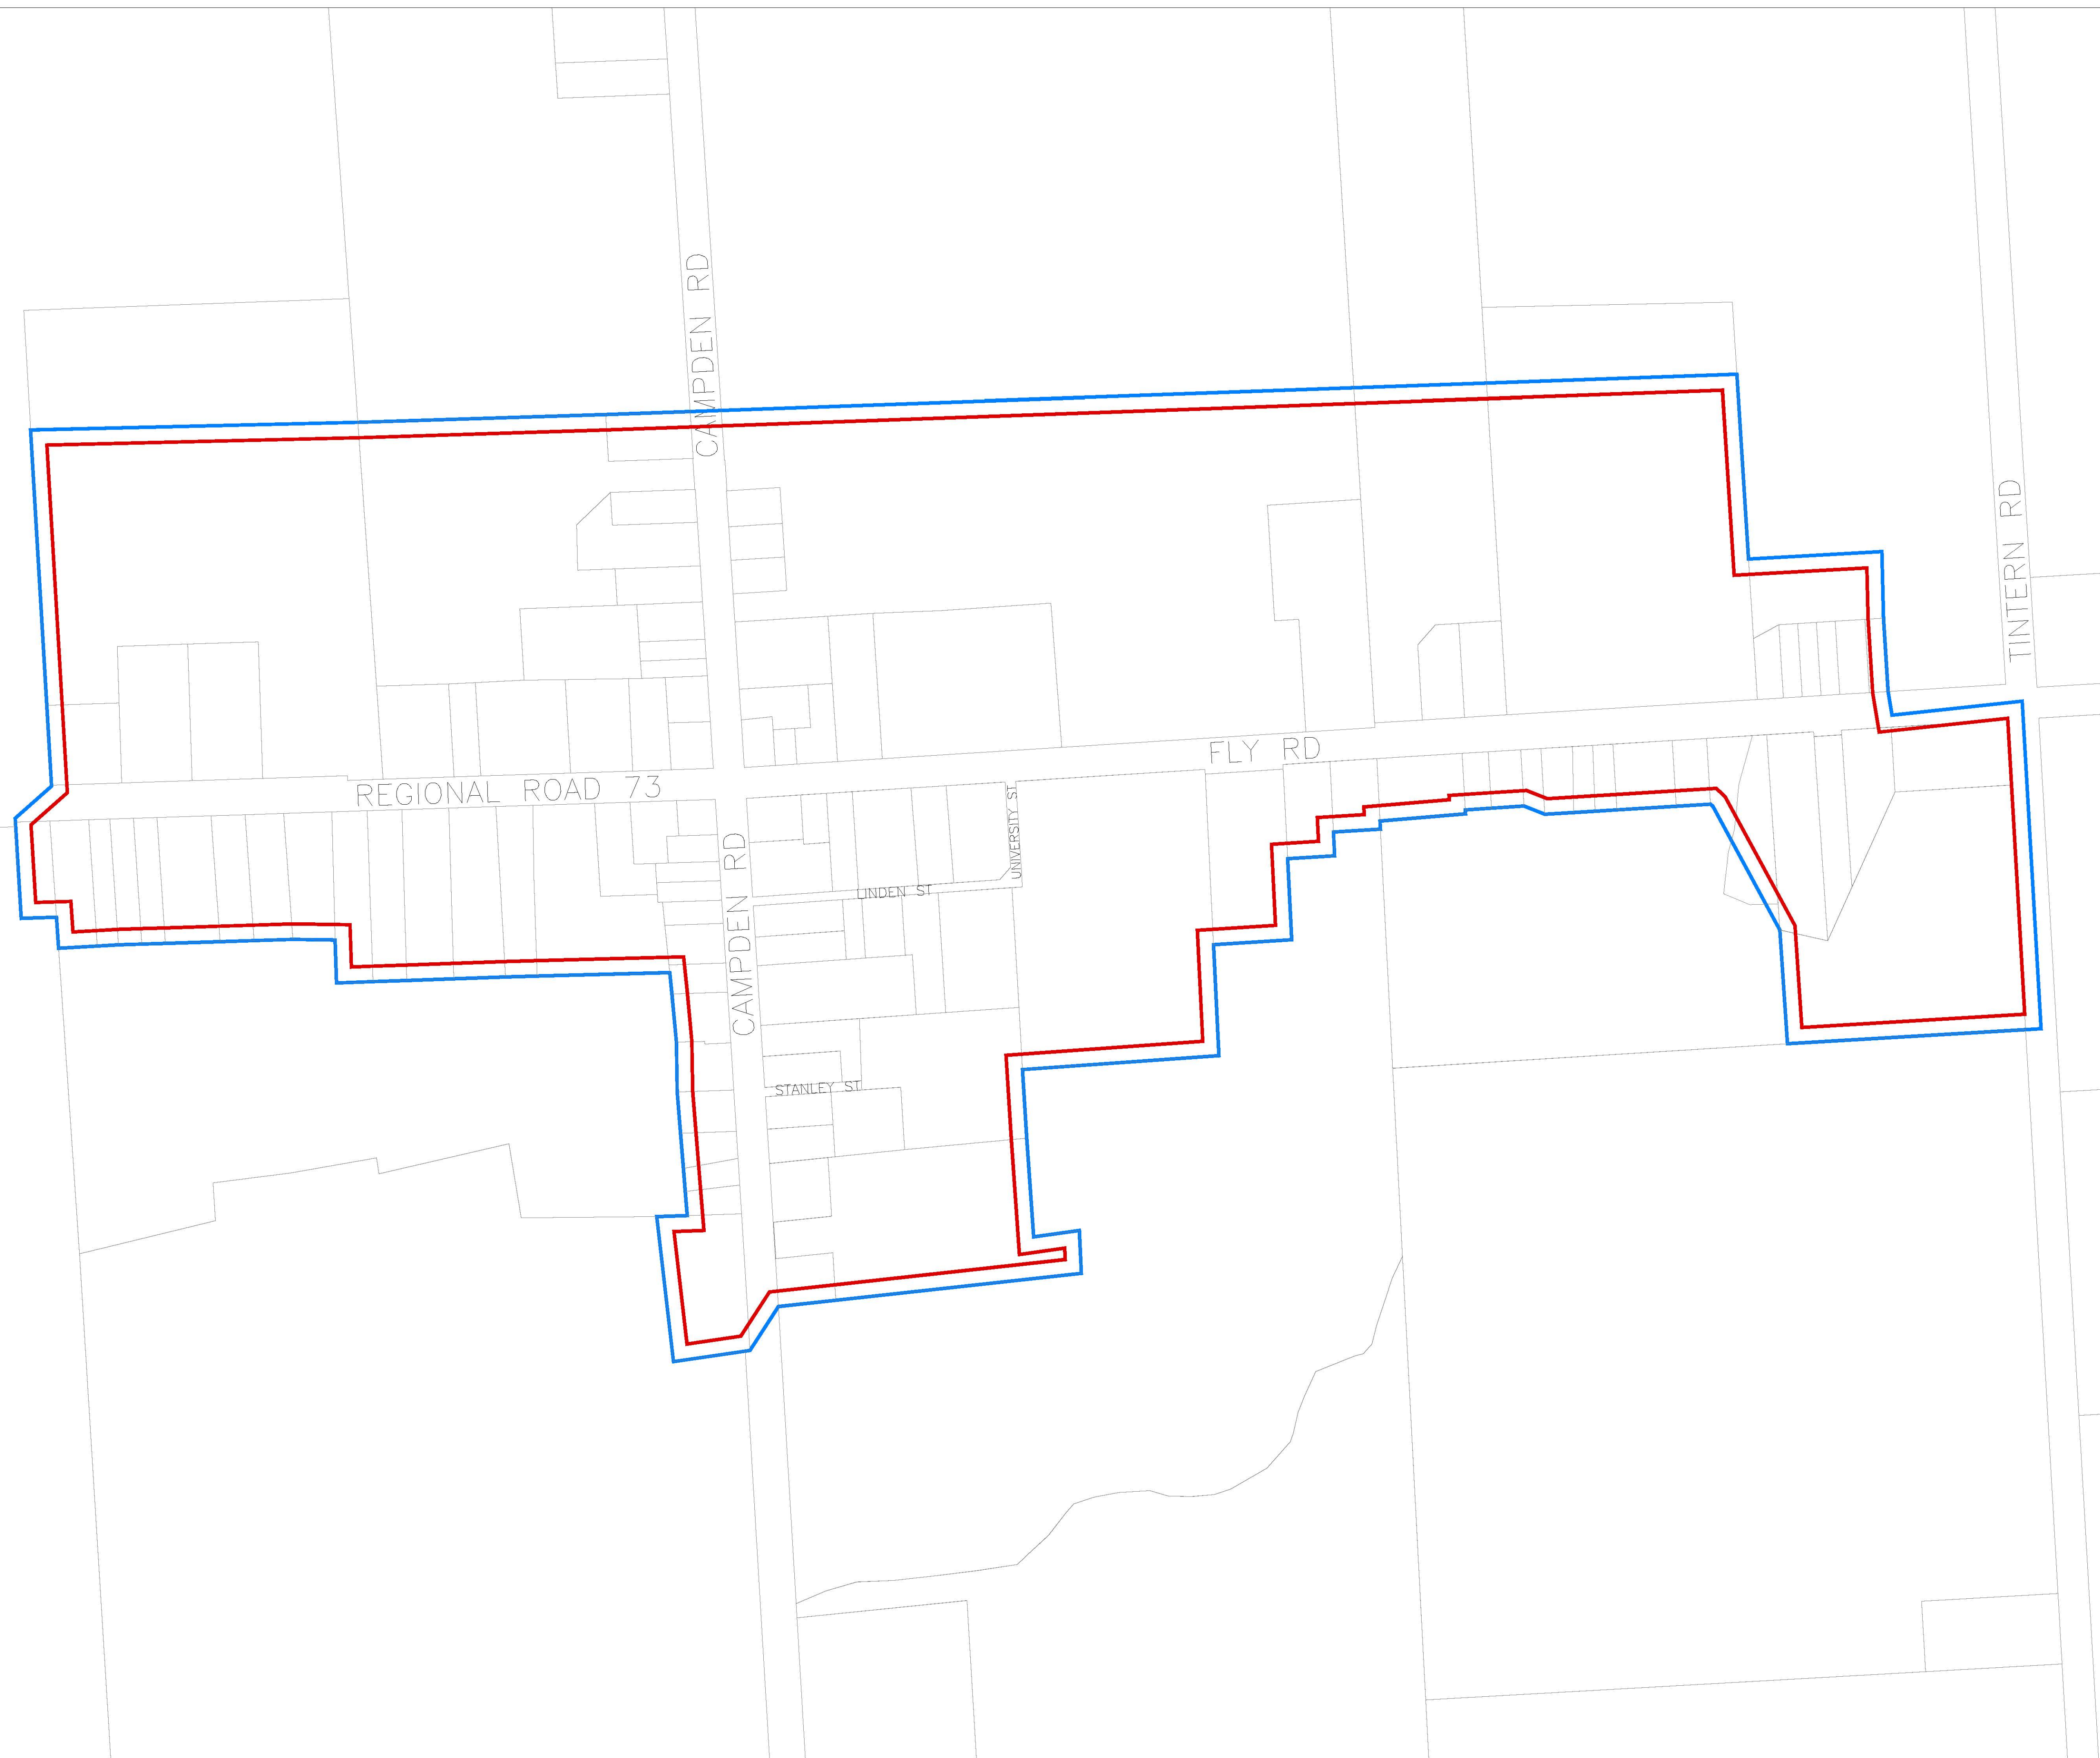 CAMPDEN RD
TINTERN RD
FLY RD
REGIONAL ROAD 73
UNIVERSITY ST
CAMPDEN RD
LINDEN ST
STANLEY ST